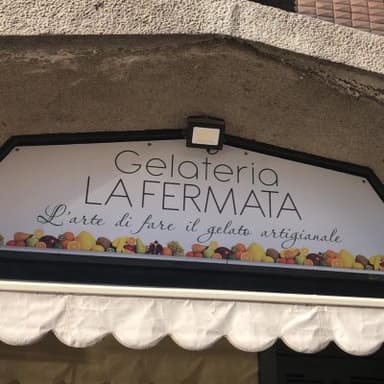 Gelateria
LA FERMATA
L'arte di fare il gelato artigianale